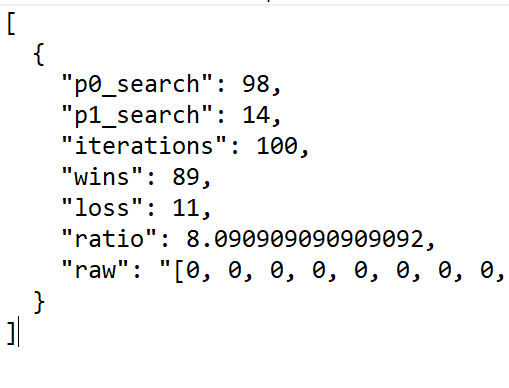 [
{
"p0_search": 98,
"p1_search": 14,
"iterations": 100,
"wins": 89,
"loss": 11,
"ratio": 8.090909090909092,
"raw": "[0, 0, 0, 0, 0, 0, 0, 0,
}
]